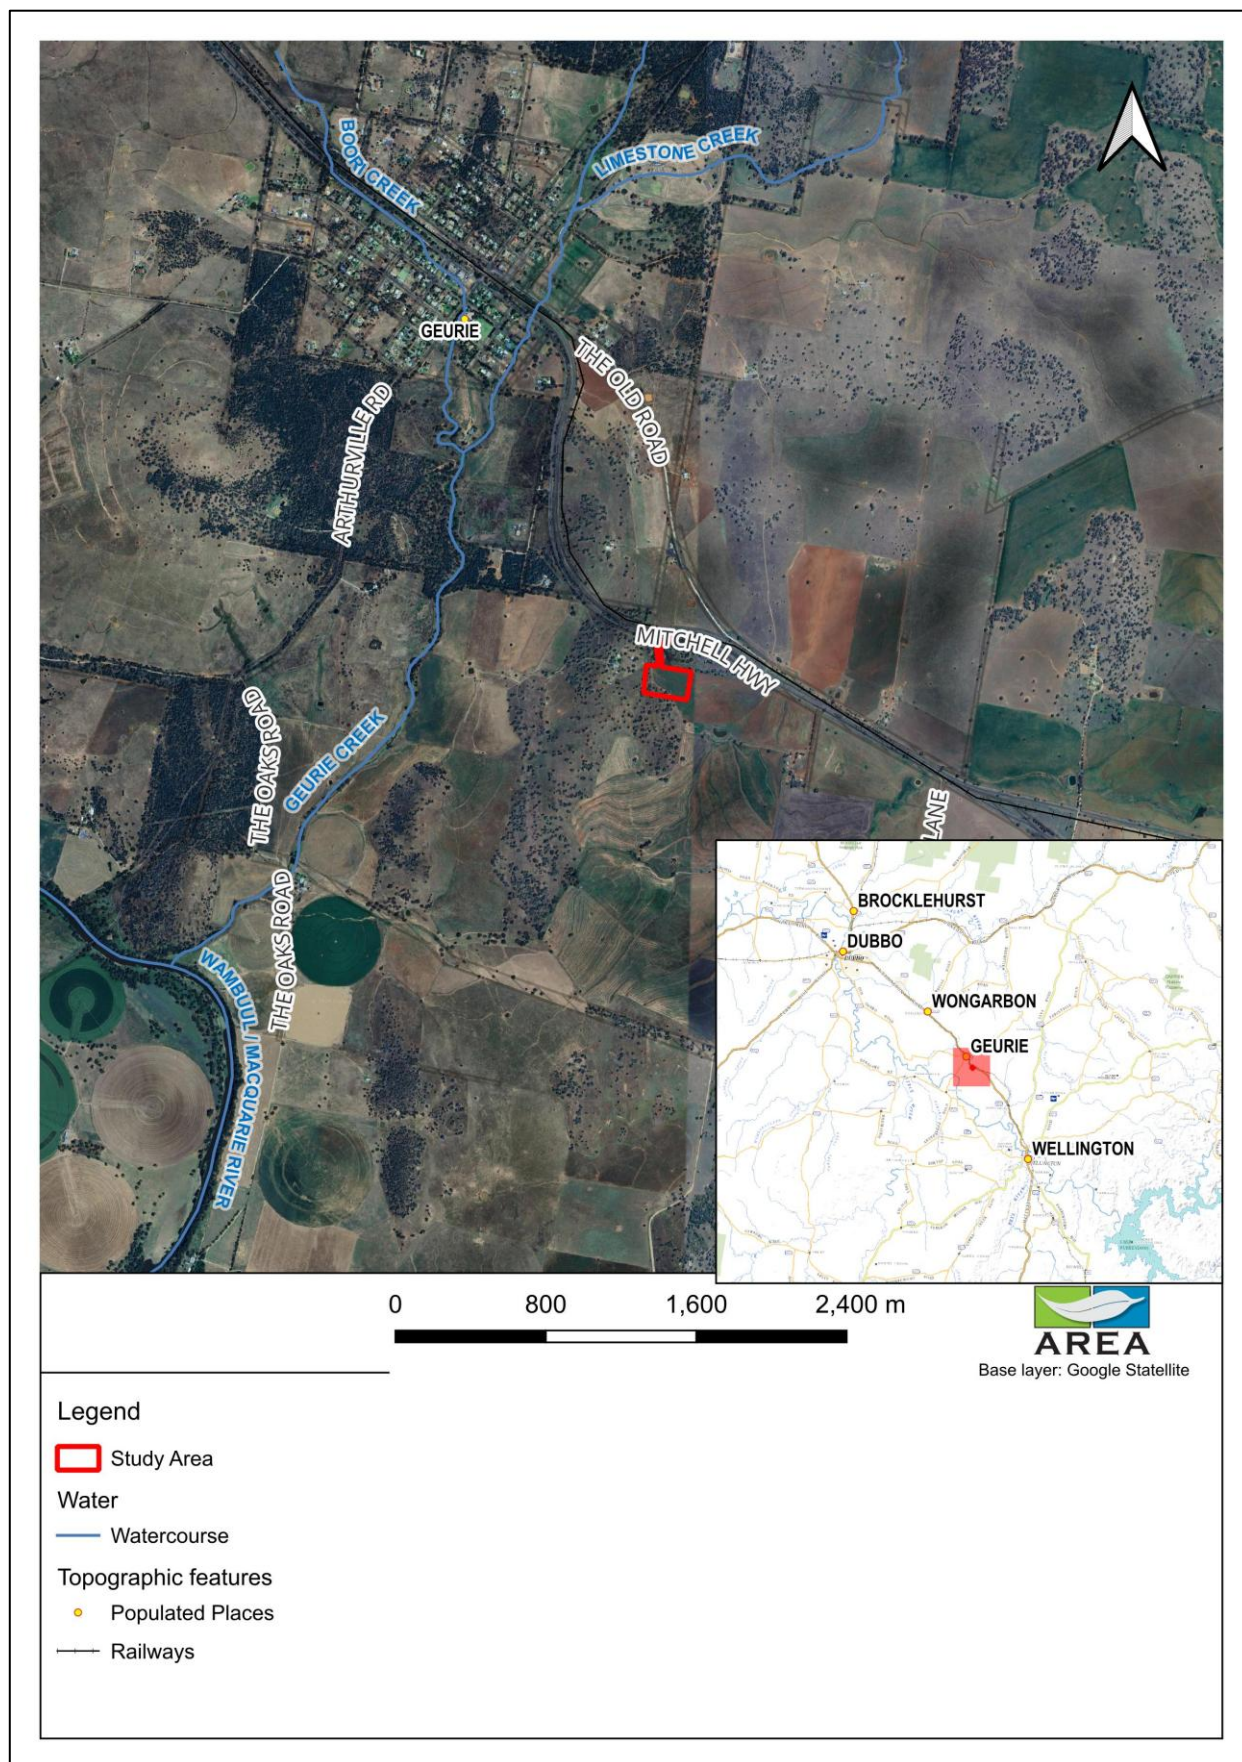 BOORI CREEK
LIMESTONE CREEK
GEURIE
THE OLD ROAD
ARTHURVILLE RD
MITCHELL HWY
THE OAKS ROAD
GEURIE CREEK
LANE
THE OAKS ROAD
WAMBUUL / MACQUARIE RIVER
BROCKLEHURST
DUBBO
WONGARBON
GEURIE
WELLINGTON
0 800 1,600 2,400 m
AREA
Base layer: Google Statellite
Legend
Study Area
Water
Watercourse
Topographic features
Populated Places
Railways